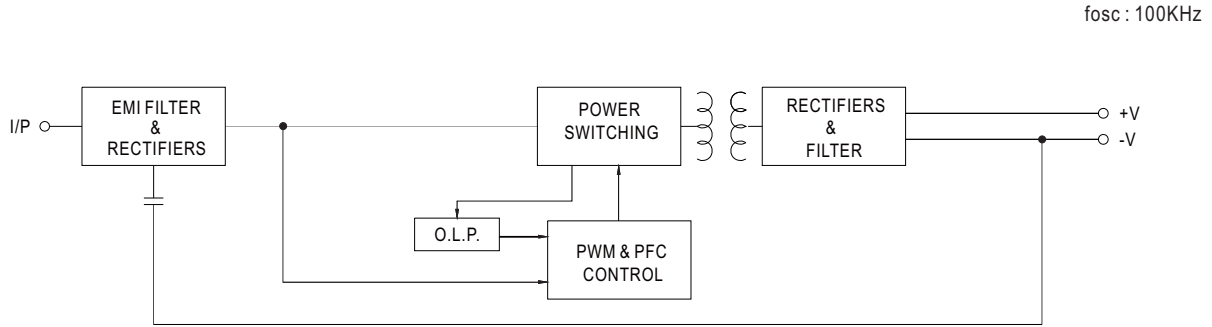 fosc : 100KHz
I/P
EMI FILTER
&
RECTIFIERS
POWER
SWITCHING
RECTIFIERS
&
FILTER
+V
-V
O.L.P.
PWM & PFC
CONTROL